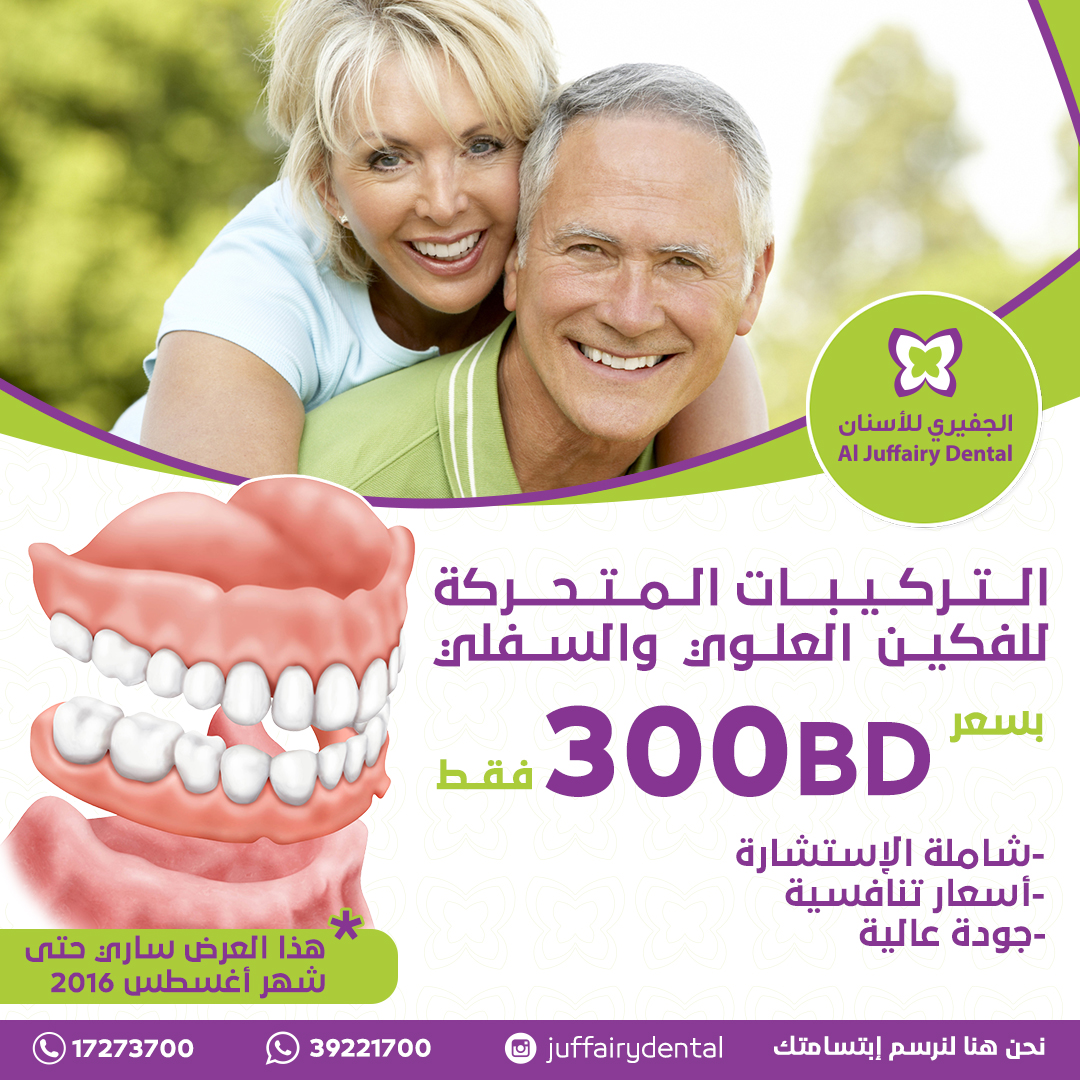 الجفيري للأسنان
Al Juffairy Dental
التركيبات المتحركة
للفكين العلوي والسفلي
بسعر
300BD
فقط
-شاملة الإستشارة
-أسعار تنافسية
-جودة عالية
*هذا العرض ساري حتى
شهر أغسطس 2016
نحن هنا لنرسم إبتسامتك
juffairydental
39221700
17273700